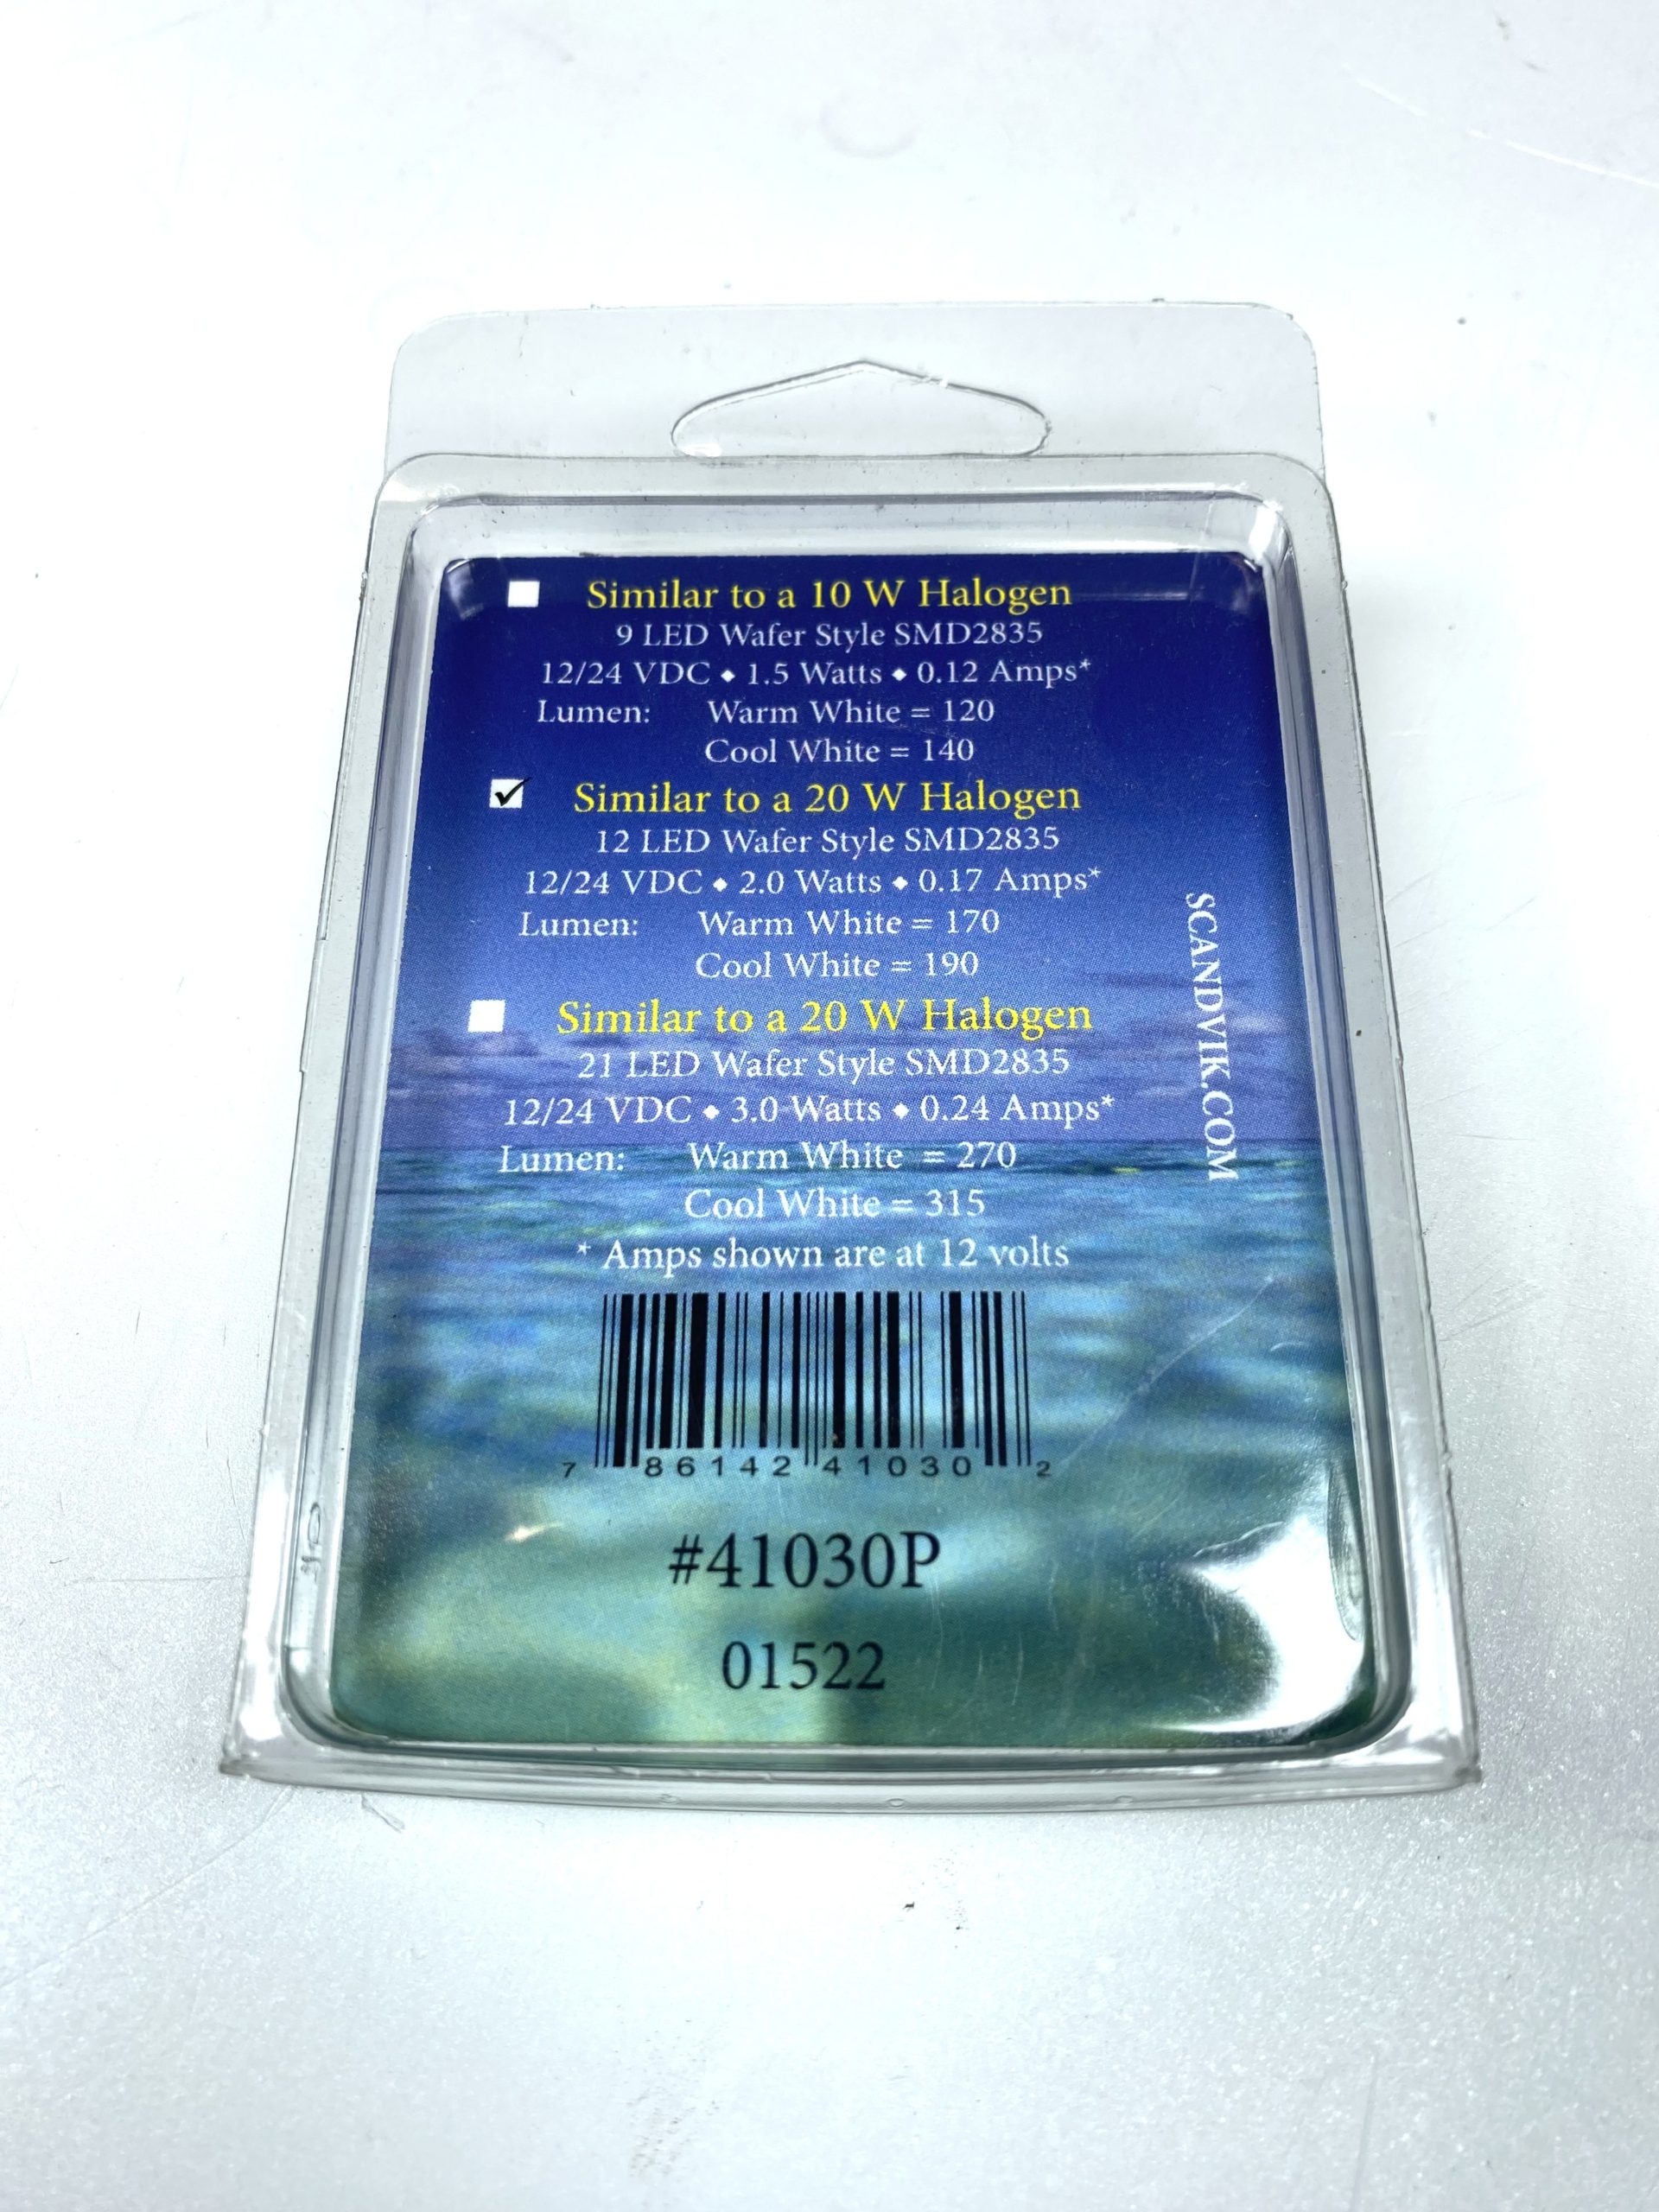 Similar to a 10 W Halogen
9 LED Wafer Style SMD2835
12/24 VDC ◆ 1.5 Watts ◆ 0.12 Amps*
Lumen: Warm White = 120
Cool White = 140
Similar to a 20 W Halogen
12 LED Wafer Style SMD2835
12/24 VDC ◆ 2.0 Watts ◆ 0.17 Amps*
Lumen: Warm White = 170
Cool White = 190
Similar to a 20 W Halogen
21 LED Wafer Style SMD2835
12/24 VDC ◆ 3.0 Watts ◆ 0.24 Amps*
Lumen: Warm White = 270
Cool White = 315
* Amps shown are at 12 volts
SCANDVIK.COM
7 86142 41030 2
#41030P
01522